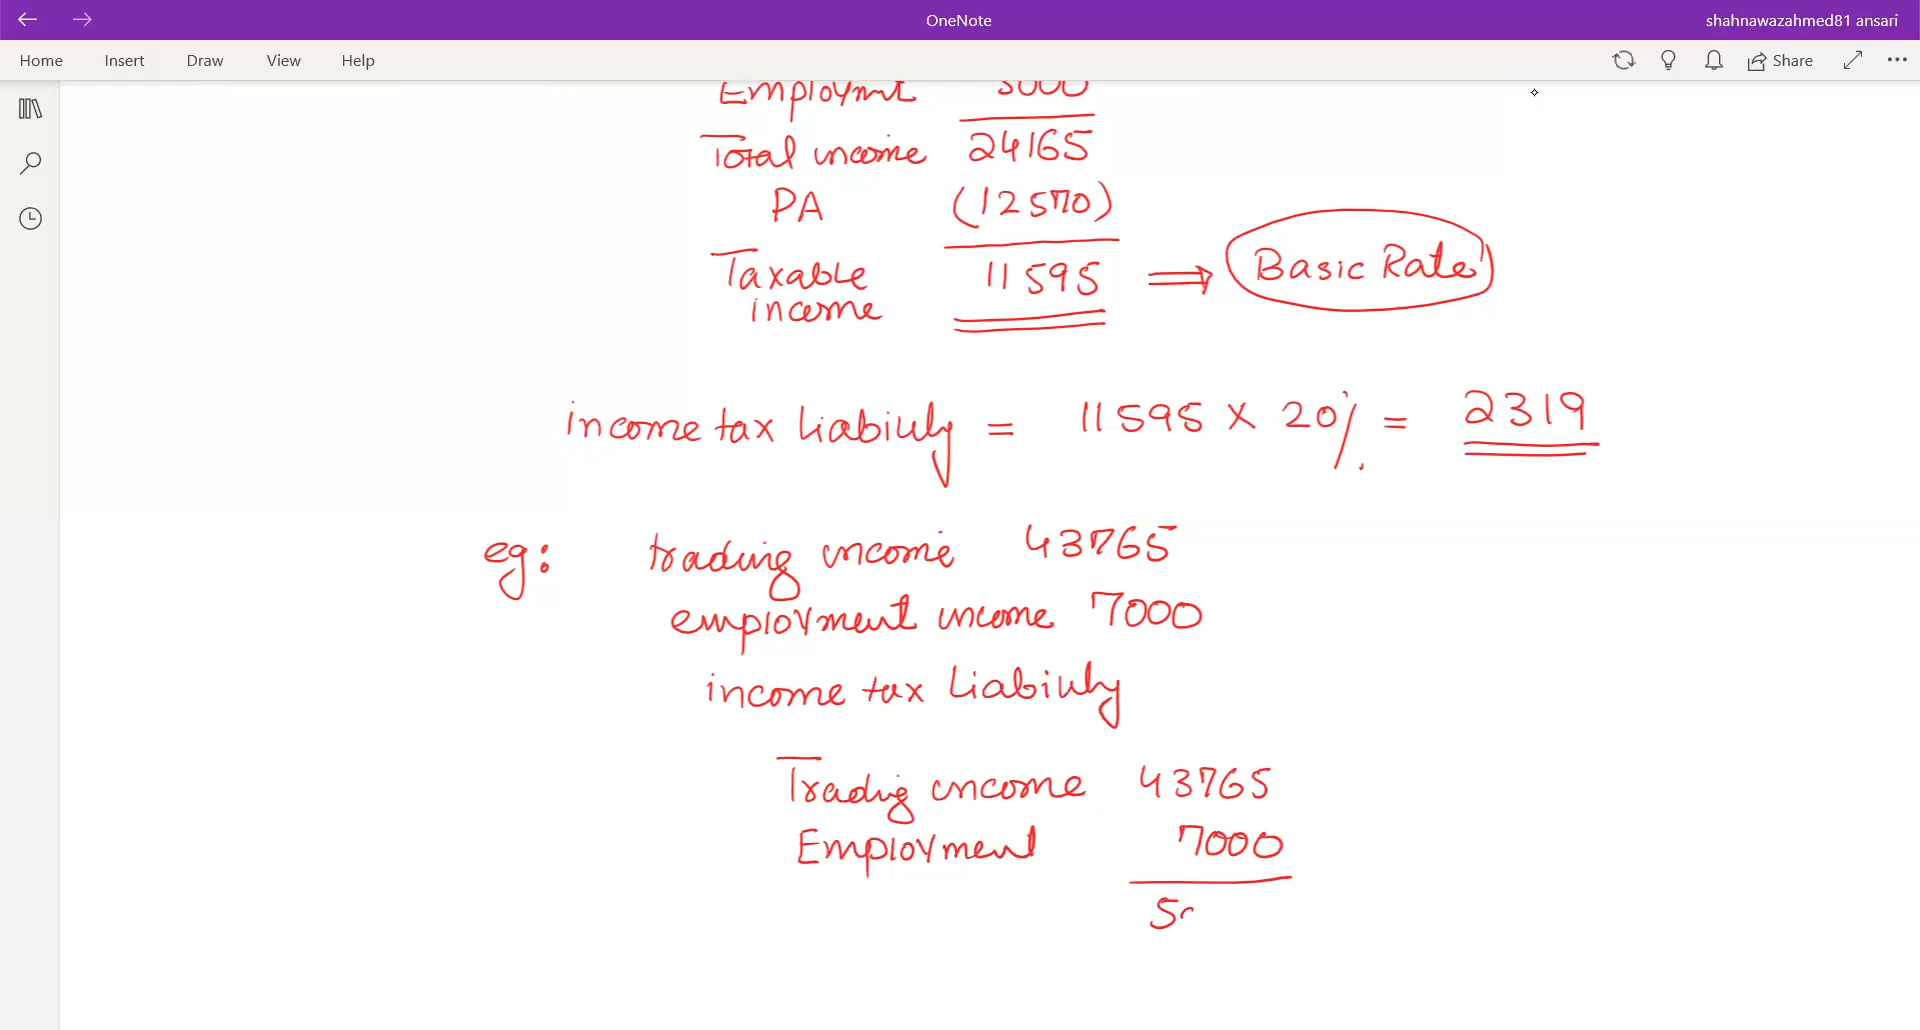 OneNote
shahnawazahmed81 ansari
Home Insert Draw View Help
Share
Employmt 5000
Total income 24165
PA (12570)
Taxable income 11595 ⇒ Basic Rate
income tax liability = 11595 X 20% = 2319
eg: trading income 43765
employment income 7000
income tax liability
Trading income 43765
Employment 7000
5